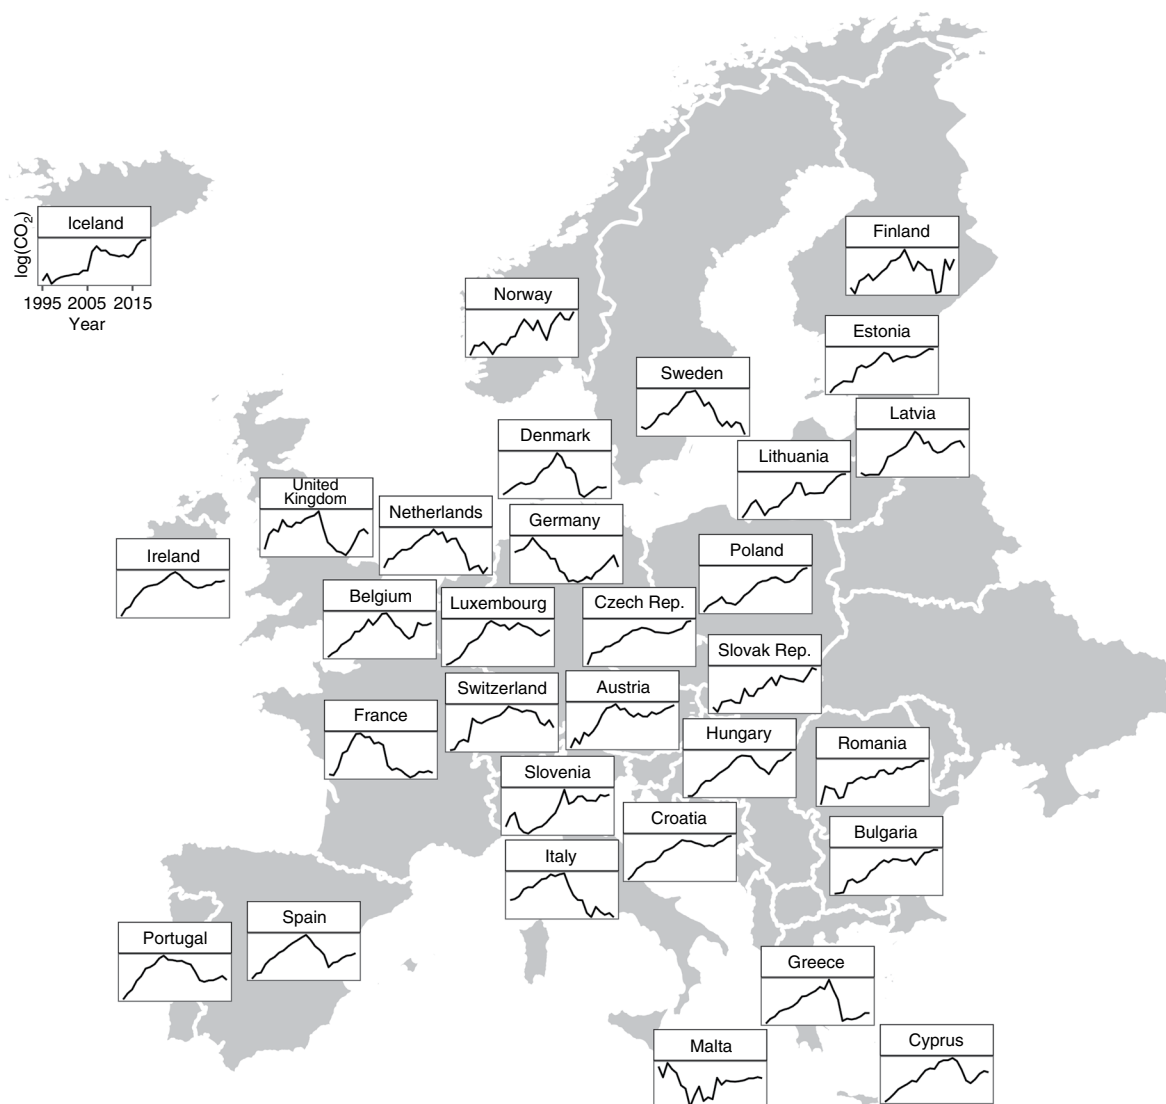 Iceland
log(CO₂)
1995 2005 2015
Year
Finland
Norway
Estonia
Sweden
Latvia
Denmark
Lithuania
United
Kingdom
Netherlands
Germany
Ireland
Poland
Belgium
Luxembourg
Czech Rep.
Slovak Rep.
Switzerland
Austria
France
Hungary
Romania
Slovenia
Croatia
Bulgaria
Italy
Spain
Portugal
Greece
Malta
Cyprus